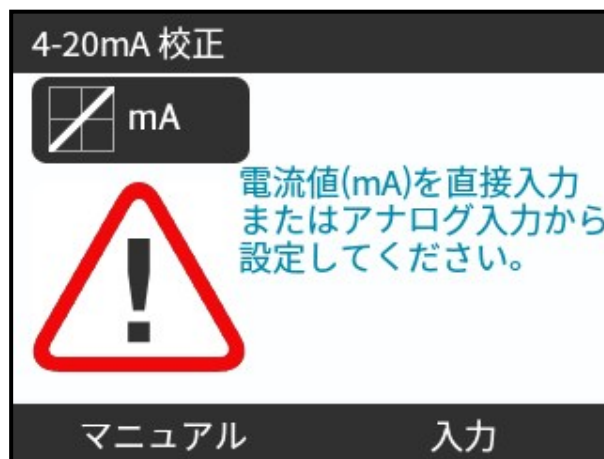 4-20mA 校正
mA
電流値(mA)を直接入力
またはアナログ入力から
設定してください。
!
マニュアル 入力